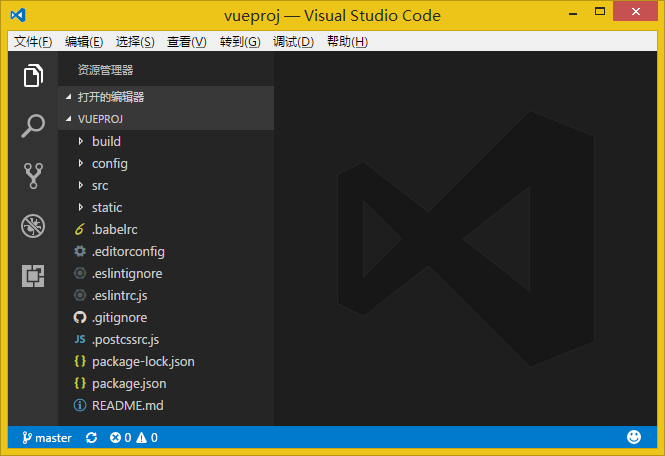 vueproj — Visual Studio Code
文件(F) 编辑(E) 选择(S) 查看(V) 转到(G) 调试(D) 帮助(H)
资源管理器
打开的编辑器
VUEPROJ
build
config
src
static
.babelrc
.editorconfig
.eslintignore
.eslintrc.js
.gitignore
JS .postcssrc.js
{} package-lock.json
{} package.json
README.md
master 0 0